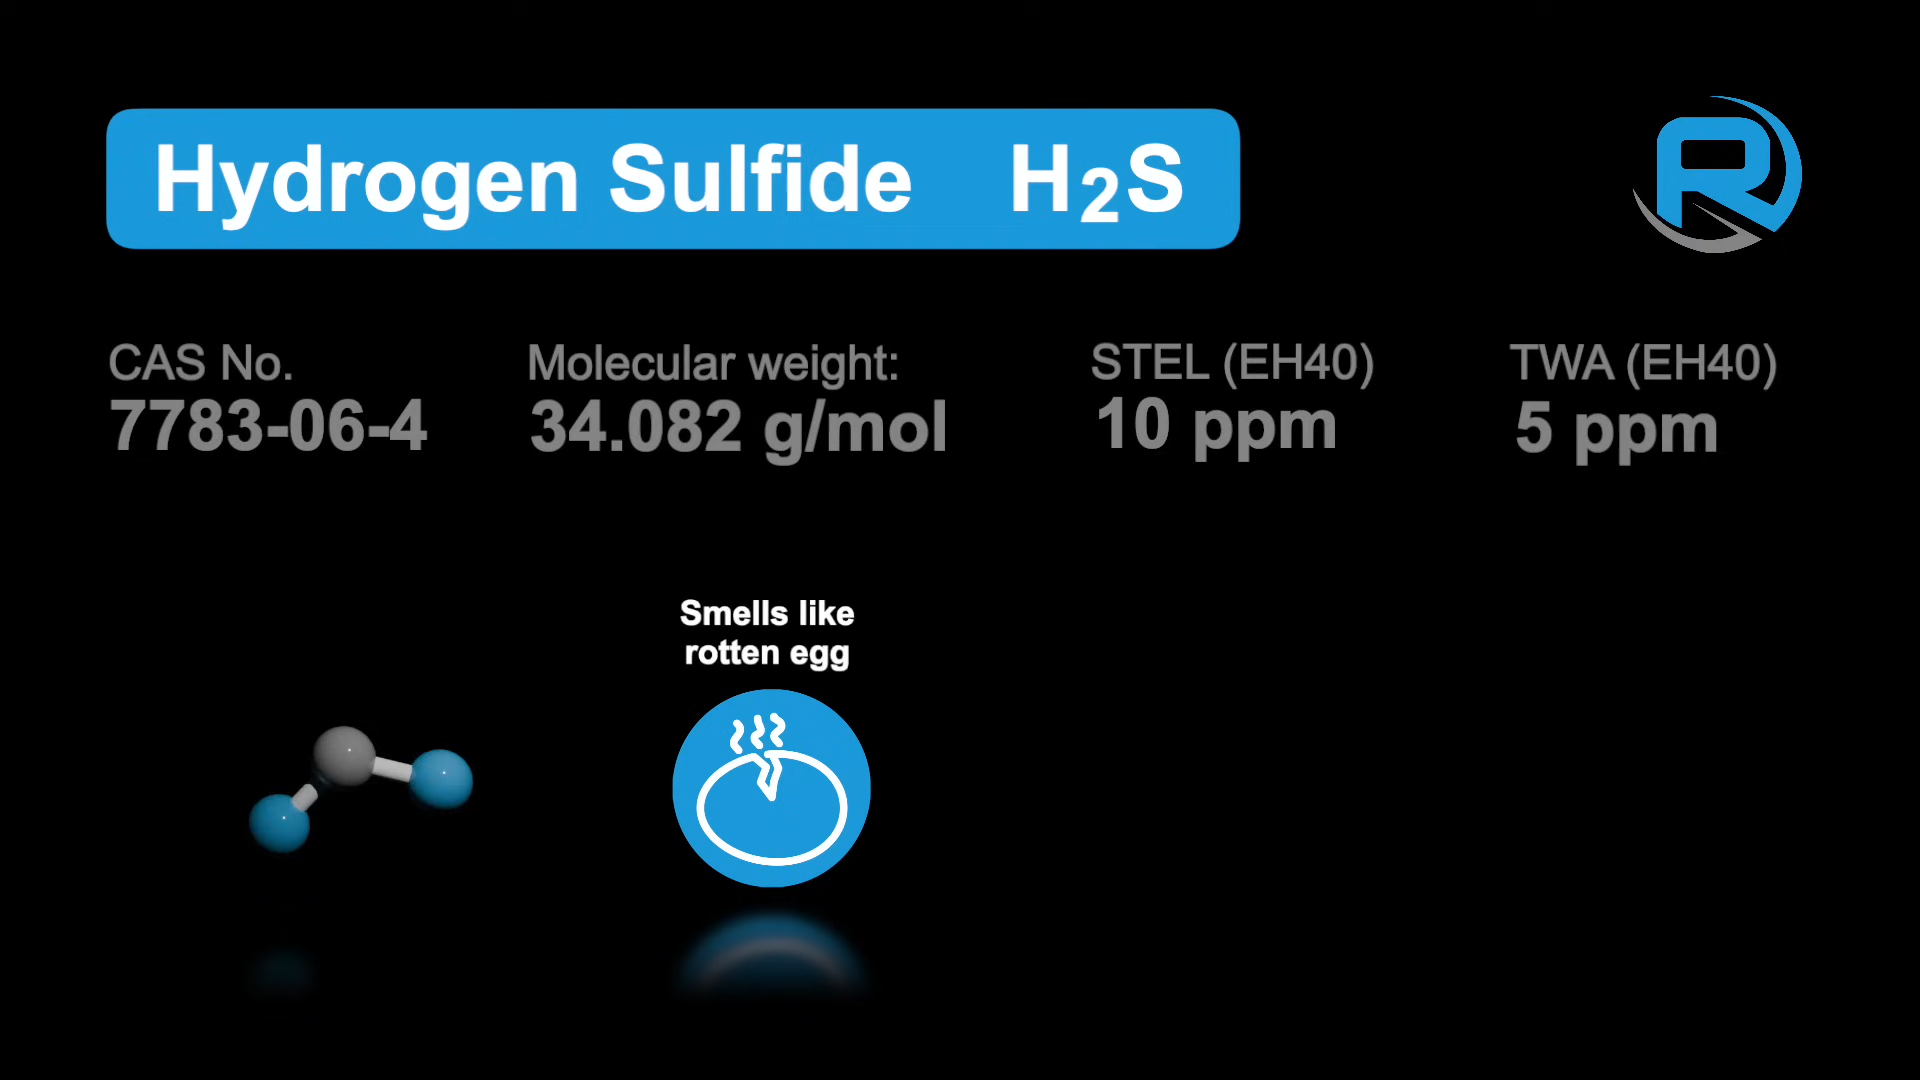 Hydrogen Sulfide H2S
R
CAS No.
7783-06-4
Molecular weight:
34.082 g/mol
STEL (EH40)
10 ppm
TWA (EH40)
5 ppm
Smells like
rotten egg